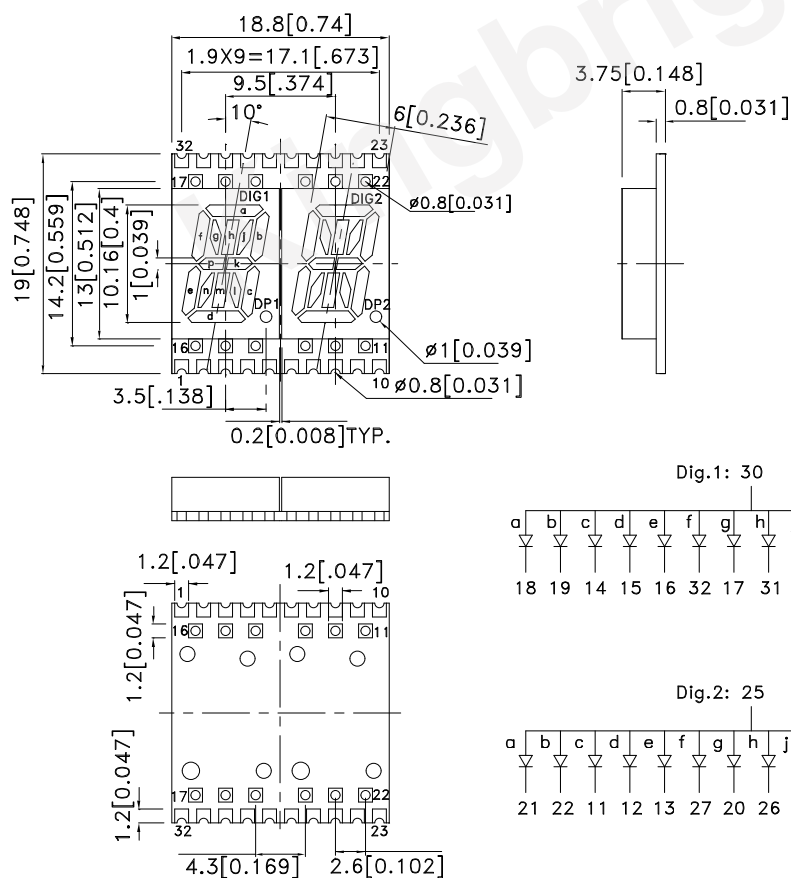 18.8[0.74]
1.9X9=17.1[.673]
9.5[.374]
10°
6[0.236]
3.75[0.148]
0.8[0.031]
32
23
17
22
DIG1
DIG2
ø0.8[0.031]
a
f g h j b
p k
e n m l c
d
DP1
DP2
19[0.748]
14.2[0.559]
13[0.512]
10.16[0.4]
1[0.039]
16
11
1
10
ø1[0.039]
ø0.8[0.031]
3.5[.138]
0.2[0.008]TYP.
1.2[.047]
1.2[.047]
1
10
16
11
1.2[0.047]
1.2[0.047]
17
22
32
23
4.3[0.169]
2.6[0.102]
Dig.1: 30
a b c d e f g h
18 19 14 15 16 32 17 31
Dig.2: 25
a b c d e f g h j
21 22 11 12 13 27 20 26
Kingbrig